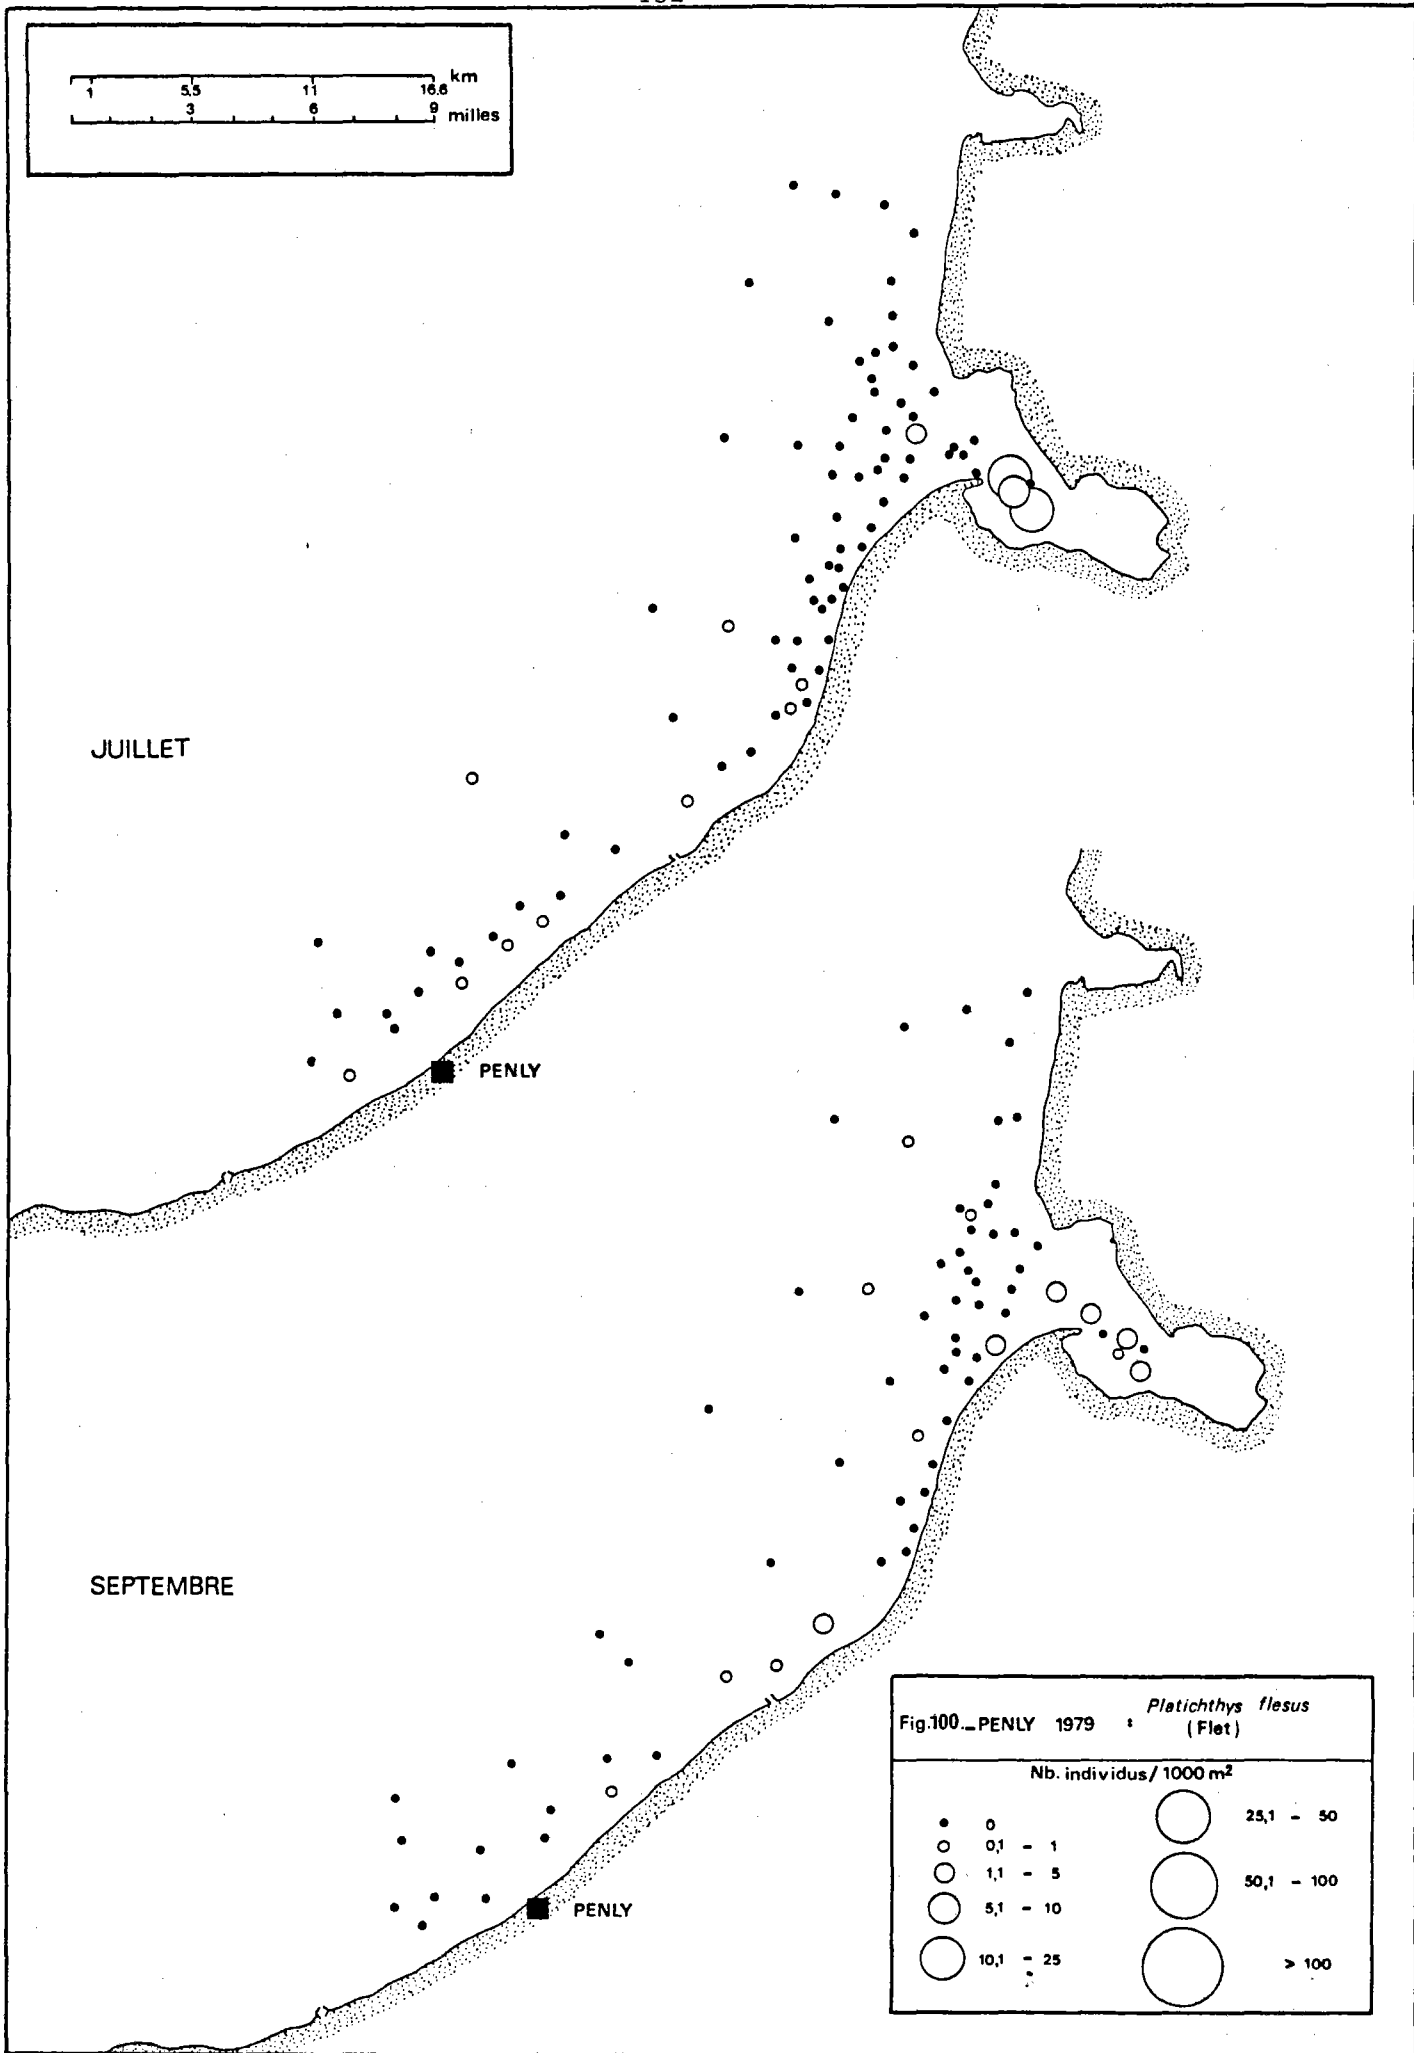 km
1 5,5 11 16.6
3 6 9
milles
JUILLET
PENLY
SEPTEMBRE
PENLY
Fig.100._PENLY 1979 : Platichthys flesus
(Flet)
Nb. individus/1000 m²
0
0,1 - 1
1,1 - 5
5,1 - 10
10,1 - 25
25,1 - 50
50,1 - 100
> 100